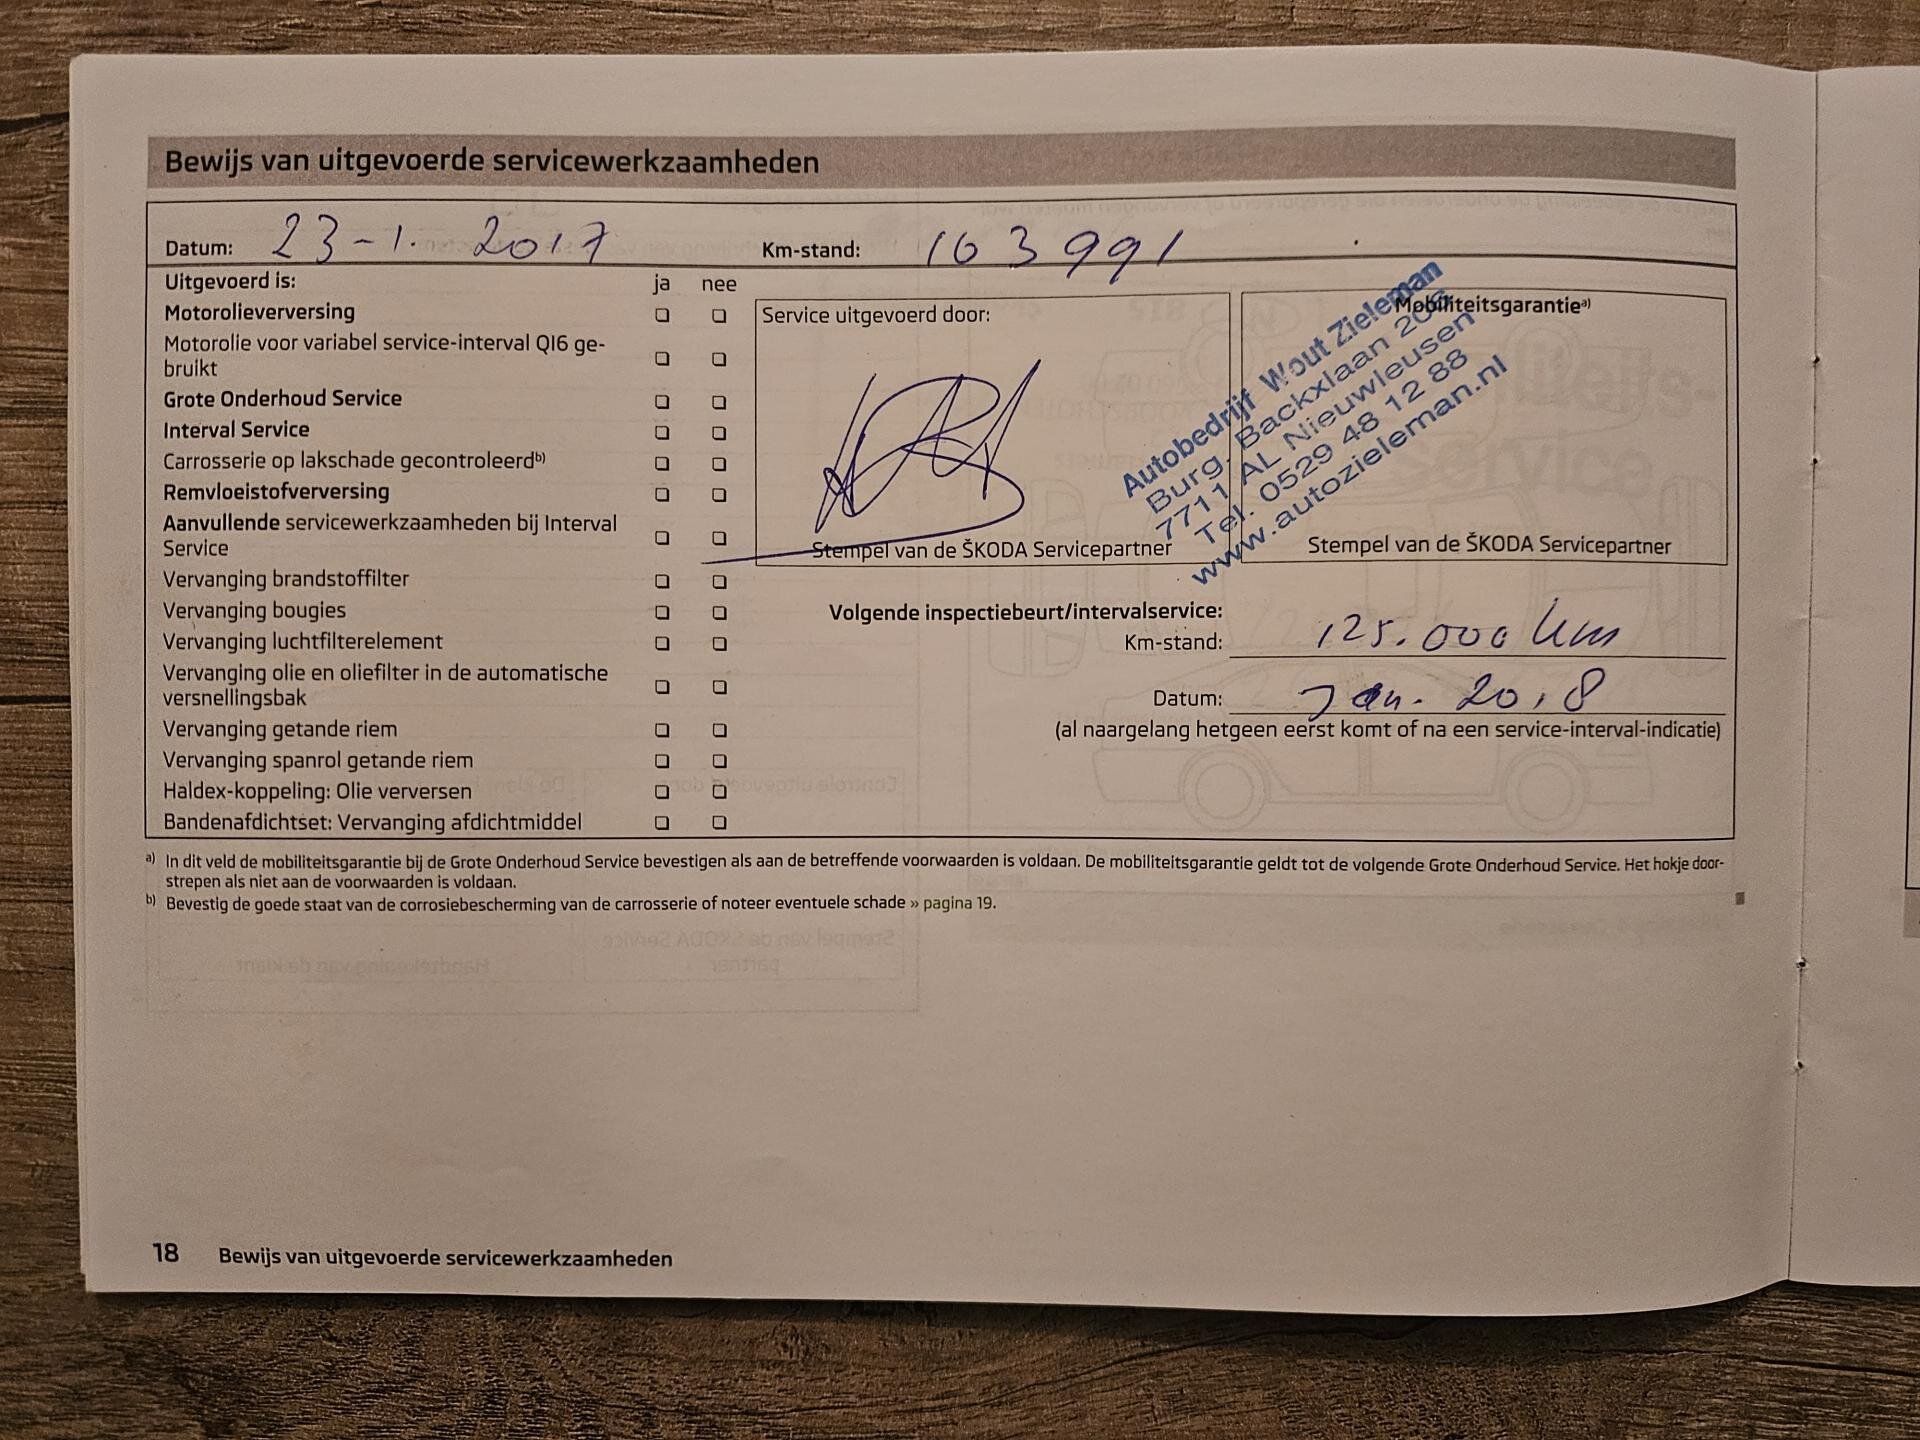 Bewijs van uitgevoerde servicewerkzaamheden
Datum: 23-1. 2017 Km-stand: 103991
Uitgevoerd is: ja nee
Motorolieverversing
Motorolie voor variabel service-interval QI6 ge-
bruikt
Grote Onderhoud Service
Interval Service
Carrosserie op lakschade gecontroleerd b)
Remvloeistofverversing
Aanvullende servicewerkzaamheden bij Interval
Service
Vervanging brandstoffilter
Vervanging bougies
Vervanging luchtfilterelement
Vervanging olie en oliefilter in de automatische
versnellingsbak
Vervanging getande riem
Vervanging spanrol getande riem
Haldex-koppeling: Olie verversen
Bandenafdichtset: Vervanging afdichtmiddel
Service uitgevoerd door:
Stempel van de ŠKODA Servicepartner
Mobiliteitsgarantie a)
Stempel van de ŠKODA Servicepartner
Autobedrijf Wout Zieleman
Burg. Backxlaan
7711 AL Nieuwleusen
Tel. 0529 48 12 88
www.autozieleman.nl
Volgende inspectiebeurt/intervalservice:
Km-stand: 125.000 km
Datum: Jan. 2018
(al naargelang hetgeen eerst komt of na een service-interval-indicatie)
a) In dit veld de mobiliteitsgarantie bij de Grote Onderhoud Service bevestigen als aan de betreffende voorwaarden is voldaan. De mobiliteitsgarantie geldt tot de volgende Grote Onderhoud Service. Het hokje door-
strepen als niet aan de voorwaarden is voldaan.
b) Bevestig de goede staat van de corrosiebescherming van de carrosserie of noteer eventuele schade » pagina 19.
18 Bewijs van uitgevoerde servicewerkzaamheden